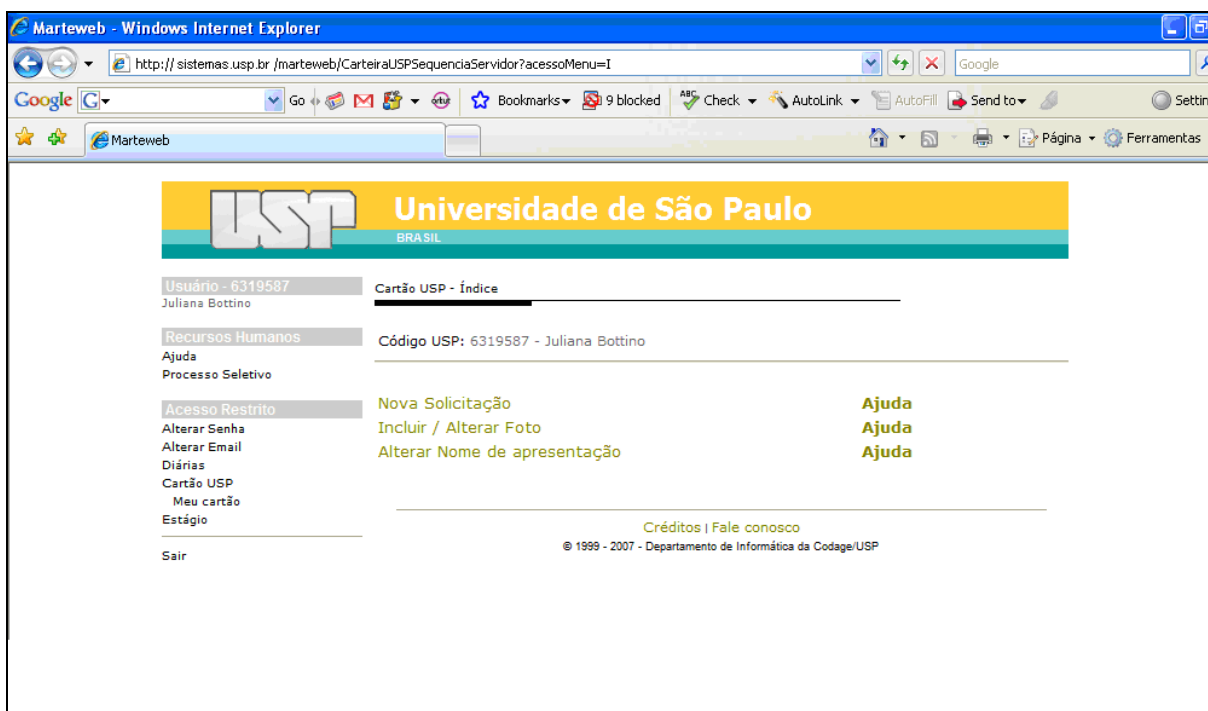 Marteweb - Windows Internet Explorer
http:// sistemas.usp.br /marteweb/CarteiraUSPSequenciaServidor?acessoMenu=I Google
Google G Go Bookmarks 9 blocked ABC Check AutoLink AutoFill Send to Settin
Marteweb Página Ferramentas
USP
Universidade de São Paulo
BRASIL
Usuário - 6319587
Juliana Bottino
Recursos Humanos
Ajuda
Processo Seletivo
Acesso Restrito
Alterar Senha
Alterar Email
Diárias
Cartão USP
Meu cartão
Estágio
Sair
Cartão USP - Índice
Código USP: 6319587 - Juliana Bottino
Nova Solicitação Ajuda
Incluir / Alterar Foto Ajuda
Alterar Nome de apresentação Ajuda
Créditos | Fale conosco
© 1999 - 2007 - Departamento de Informática da Codage/USP